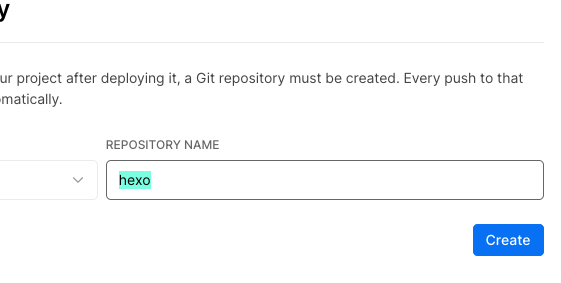 y
ur project after deploying it, a Git repository must be created. Every push to that
omatically.
REPOSITORY NAME
hexo
Create